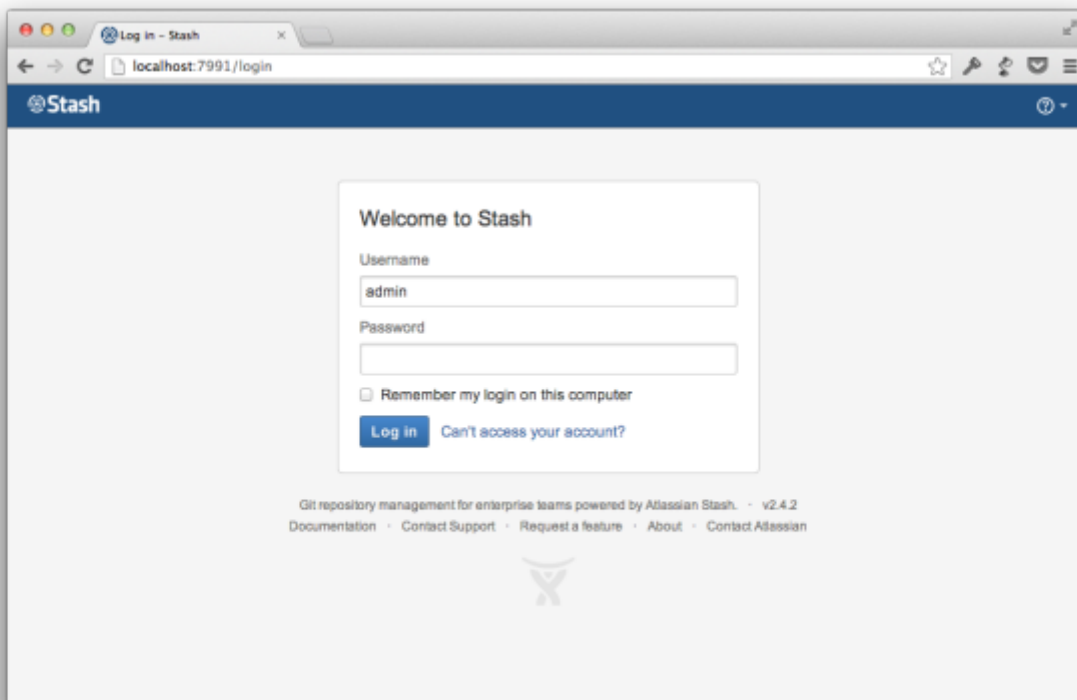 Log in - Stash
localhost:7991/login
Stash
Welcome to Stash
Username
admin
Password
Remember my login on this computer
Log in Can't access your account?
Git repository management for enterprise teams powered by Atlassian Stash. · v2.4.2
Documentation · Contact Support · Request a feature · About · Contact Atlassian